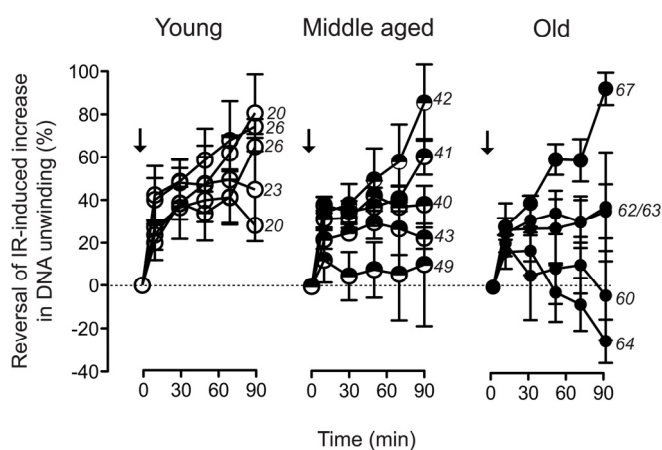 Young
Middle aged
Old
Reversal of IR-induced increase
in DNA unwinding (%)
100
80
60
40
20
0
-20
-40
20
26
26
23
20
42
41
40
43
49
67
62/63
60
64
0 30 60 90
0 30 60 90
0 30 60 90
Time (min)